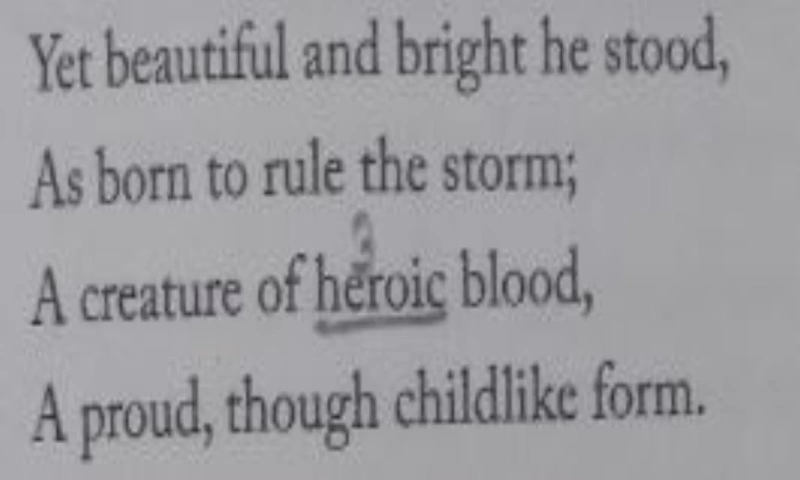 Yet beautiful and bright he stood,
As born to rule the storm;
3
A creature of heroic blood,
A proud, though childlike form.